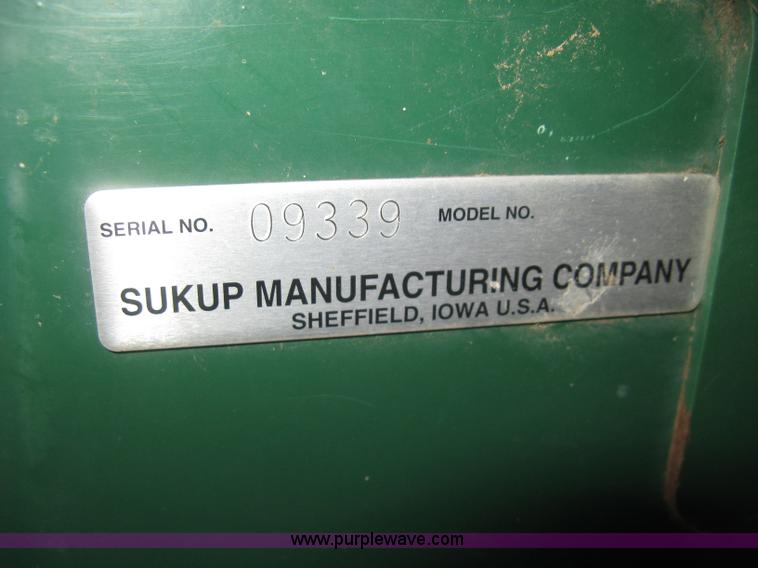 SERIAL NO. 09339 MODEL NO.
SUKUP MANUFACTURING COMPANY
SHEFFIELD, IOWA U.S.A.
www.purplewave.com